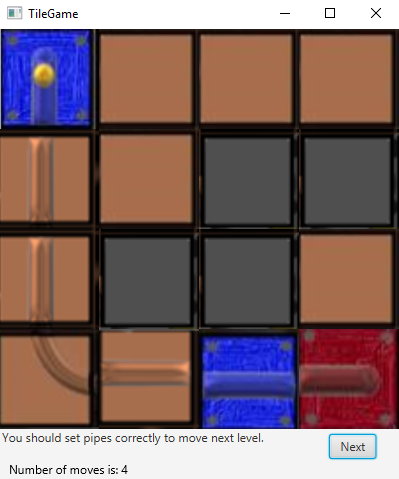 TileGame
You should set pipes correctly to move next level.
Next
Number of moves is: 4